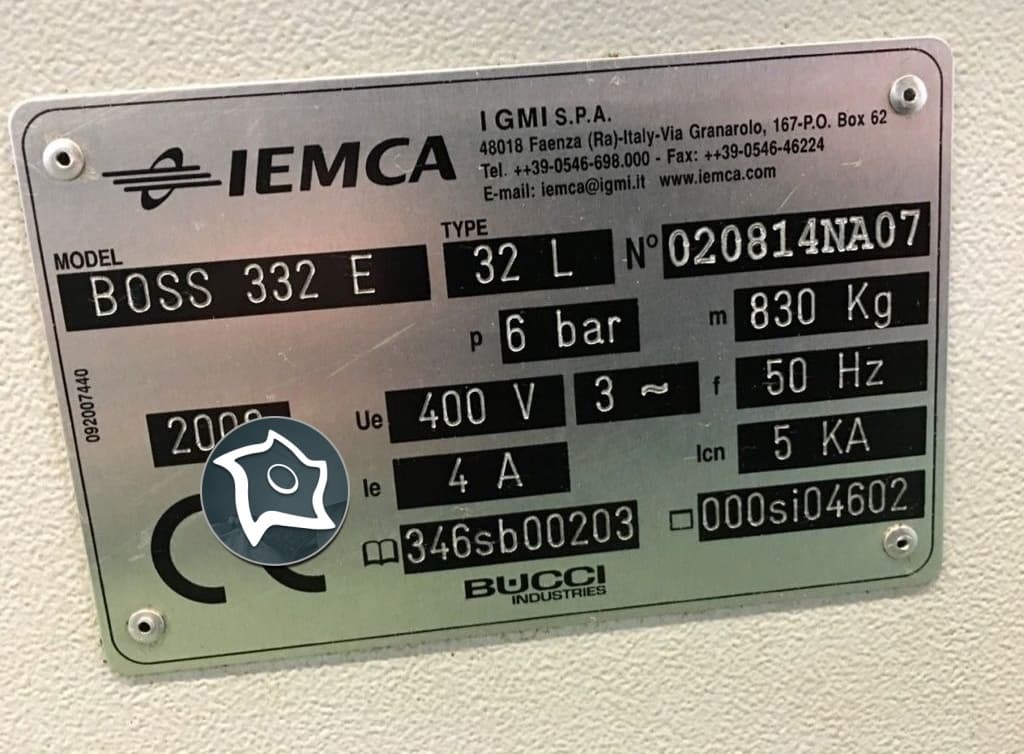 IEMCA
I GMI S.P.A.
48018 Faenza (Ra)-Italy-Via Granarolo, 167-P.O. Box 62
Tel. ++39-0546-698.000 - Fax: ++39-0546-46224
E-mail: iemca@igmi.it www.iemca.com
MODEL TYPE
BOSS 332 E 32 L N° 020814NA07
p 6 bar m 830 Kg
092007440
Ue 400 V 3 ~ f 50 Hz
Ie 4 A Icn 5 KA
346sb00203 000si04602
BUCCI
INDUSTRIES